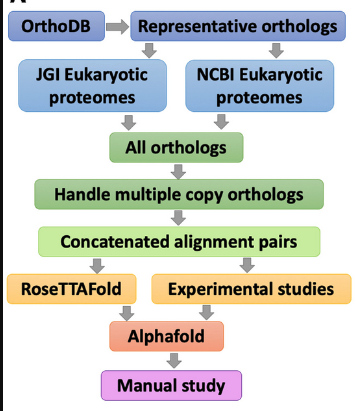 OrthoDB
Representative orthologs
JGI Eukaryotic
proteomes
NCBI Eukaryotic
proteomes
All orthologs
Handle multiple copy orthologs
Concatenated alignment pairs
RoseTTAFold
Experimental studies
Alphafold
Manual study